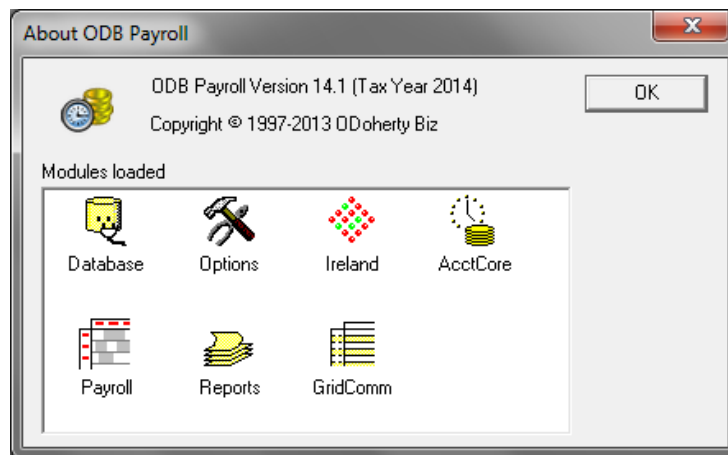 About ODB Payroll
ODB Payroll Version 14.1 (Tax Year 2014)
OK
Copyright © 1997-2013 ODoherty Biz
Modules loaded
Database Options Ireland AcctCore
Payroll Reports GridComm